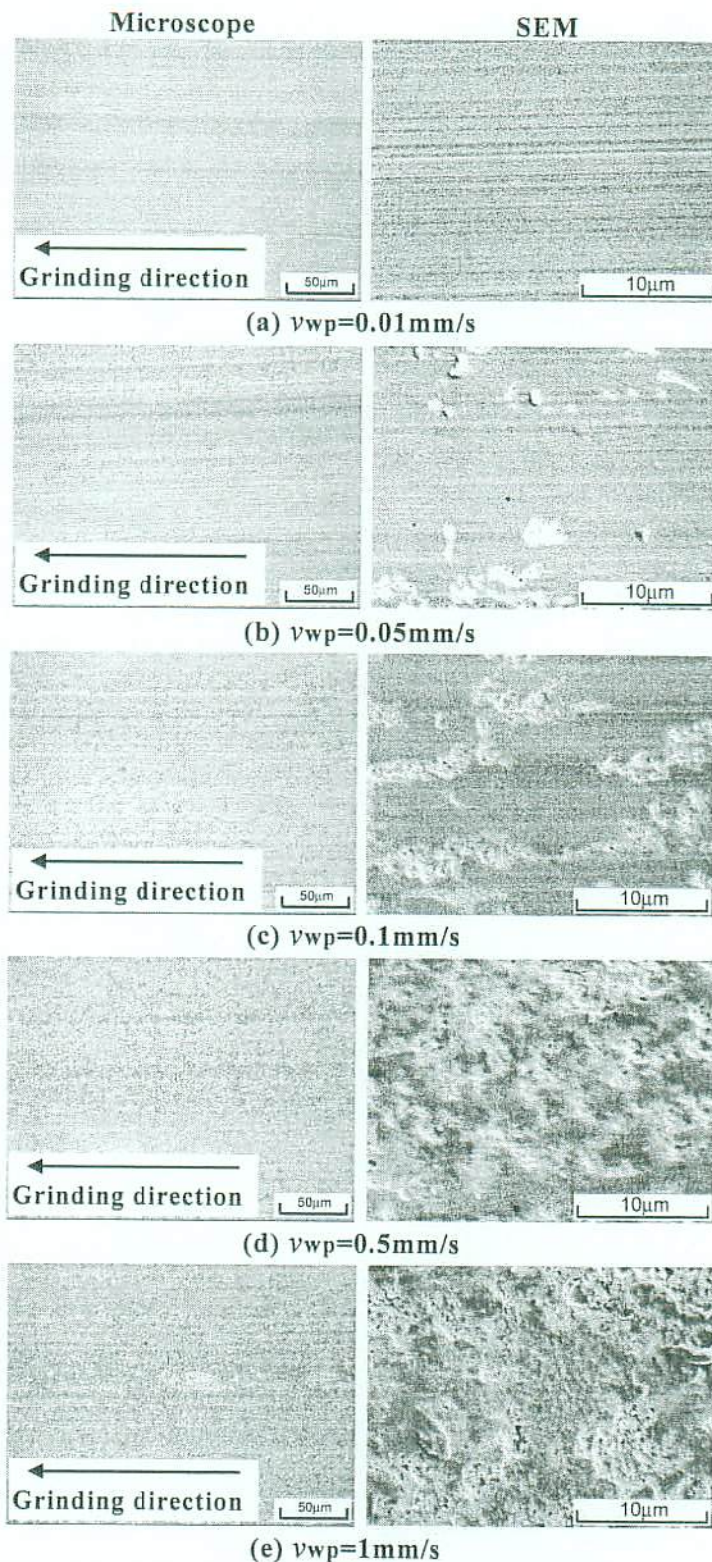 Microscope SEM
Grinding direction 50μm 10μm
(a) νwp=0.01mm/s
Grinding direction 50μm 10μm
(b) νwp=0.05mm/s
Grinding direction 50μm 10μm
(c) νwp=0.1mm/s
Grinding direction 50μm 10μm
(d) νwp=0.5mm/s
Grinding direction 50μm 10μm
(e) νwp=1mm/s